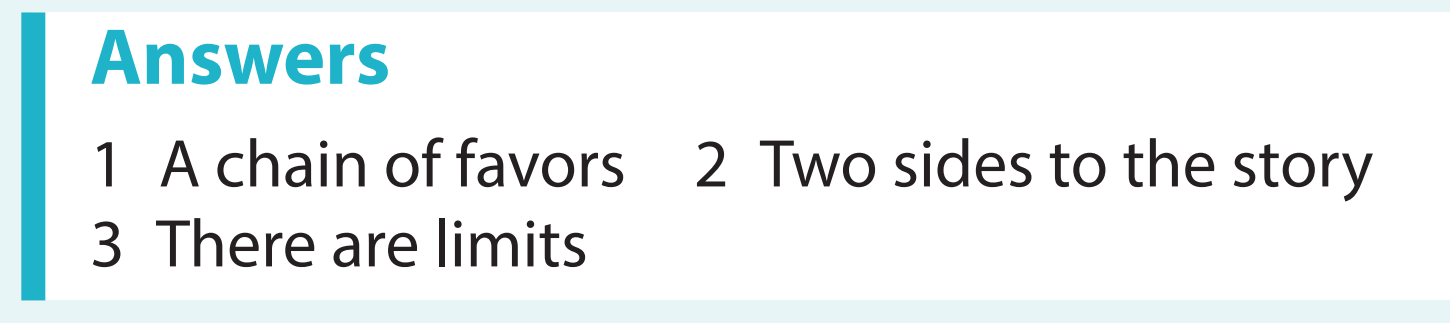 Answers
1 A chain of favors 2 Two sides to the story
3 There are limits